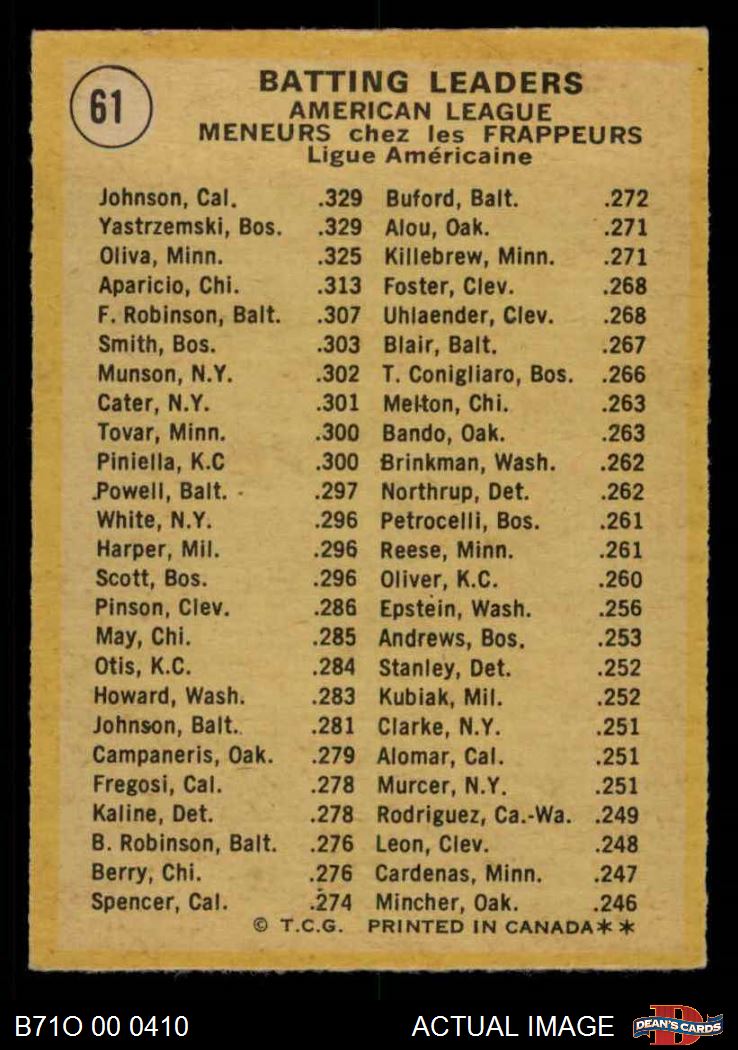 61
BATTING LEADERS
AMERICAN LEAGUE
MENEURS chez les FRAPPEURS
Ligue Américaine
Johnson, Cal. .329 Buford, Balt. .272
Yastrzemski, Bos. .329 Alou, Oak. .271
Oliva, Minn. .325 Killebrew, Minn. .271
Aparicio, Chi. .313 Foster, Clev. .268
F. Robinson, Balt. .307 Uhlaender, Clev. .268
Smith, Bos. .303 Blair, Balt. .267
Munson, N.Y. .302 T. Conigliaro, Bos. .266
Cater, N.Y. .301 Melton, Chi. .263
Tovar, Minn. .300 Bando, Oak. .263
Piniella, K.C .300 Brinkman, Wash. .262
Powell, Balt. .297 Northrup, Det. .262
White, N.Y. .296 Petrocelli, Bos. .261
Harper, Mil. .296 Reese, Minn. .261
Scott, Bos. .296 Oliver, K.C. .260
Pinson, Clev. .286 Epstein, Wash. .256
May, Chi. .285 Andrews, Bos. .253
Otis, K.C. .284 Stanley, Det. .252
Howard, Wash. .283 Kubiak, Mil. .252
Johnson, Balt. .281 Clarke, N.Y. .251
Campaneris, Oak. .279 Alomar, Cal. .251
Fregosi, Cal. .278 Murcer, N.Y. .251
Kaline, Det. .278 Rodriguez, Ca.-Wa. .249
B. Robinson, Balt. .276 Leon, Clev. .248
Berry, Chi. .276 Cardenas, Minn. .247
Spencer, Cal. .274 Mincher, Oak. .246
© T.C.G. PRINTED IN CANADA**
B71O 00 0410 ACTUAL IMAGE DEAN'S CARDS